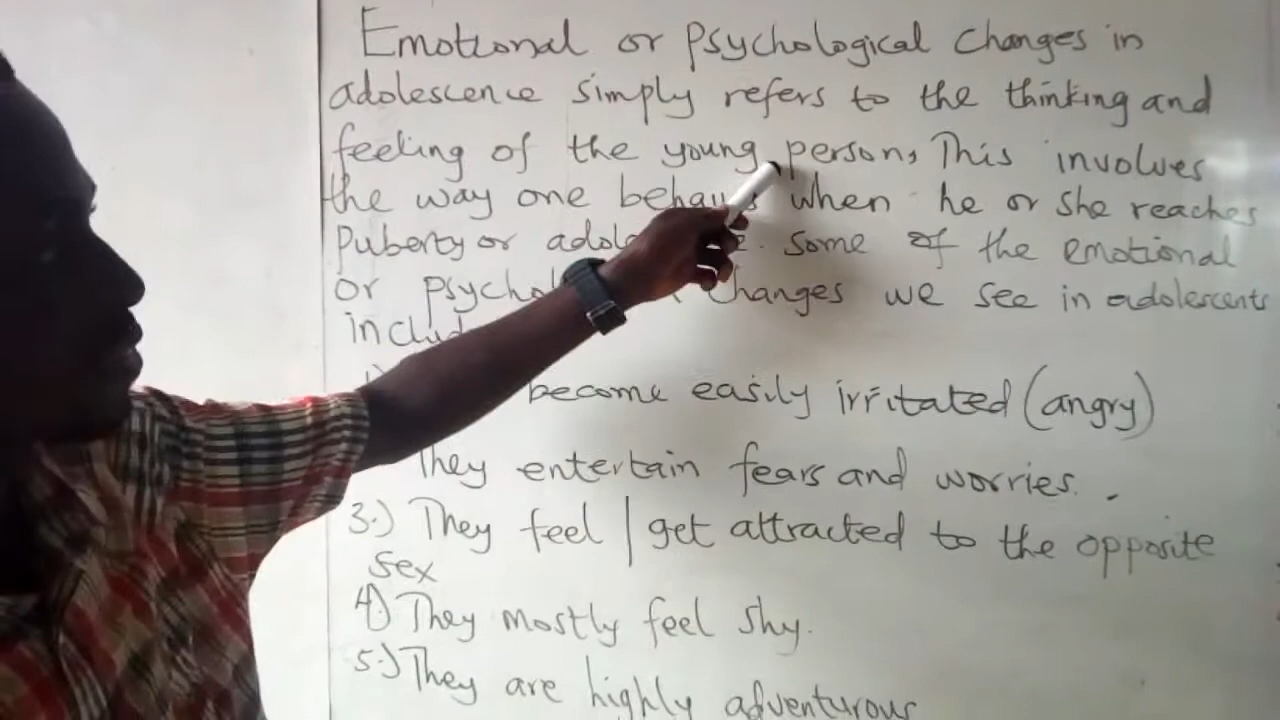 Emotional or Psychological changes in
adolescence simply refers to the thinking and
feeling of the young person, This involves
the way one when he or she reaches
Puberty or some of the emotional
or changes we see in adolescents
become easily irritated (angry)
They entertain fears and worries.
3.) They feel / get attracted to the opposite
sex
4) They mostly feel shy.
5.) They are highly adventurous